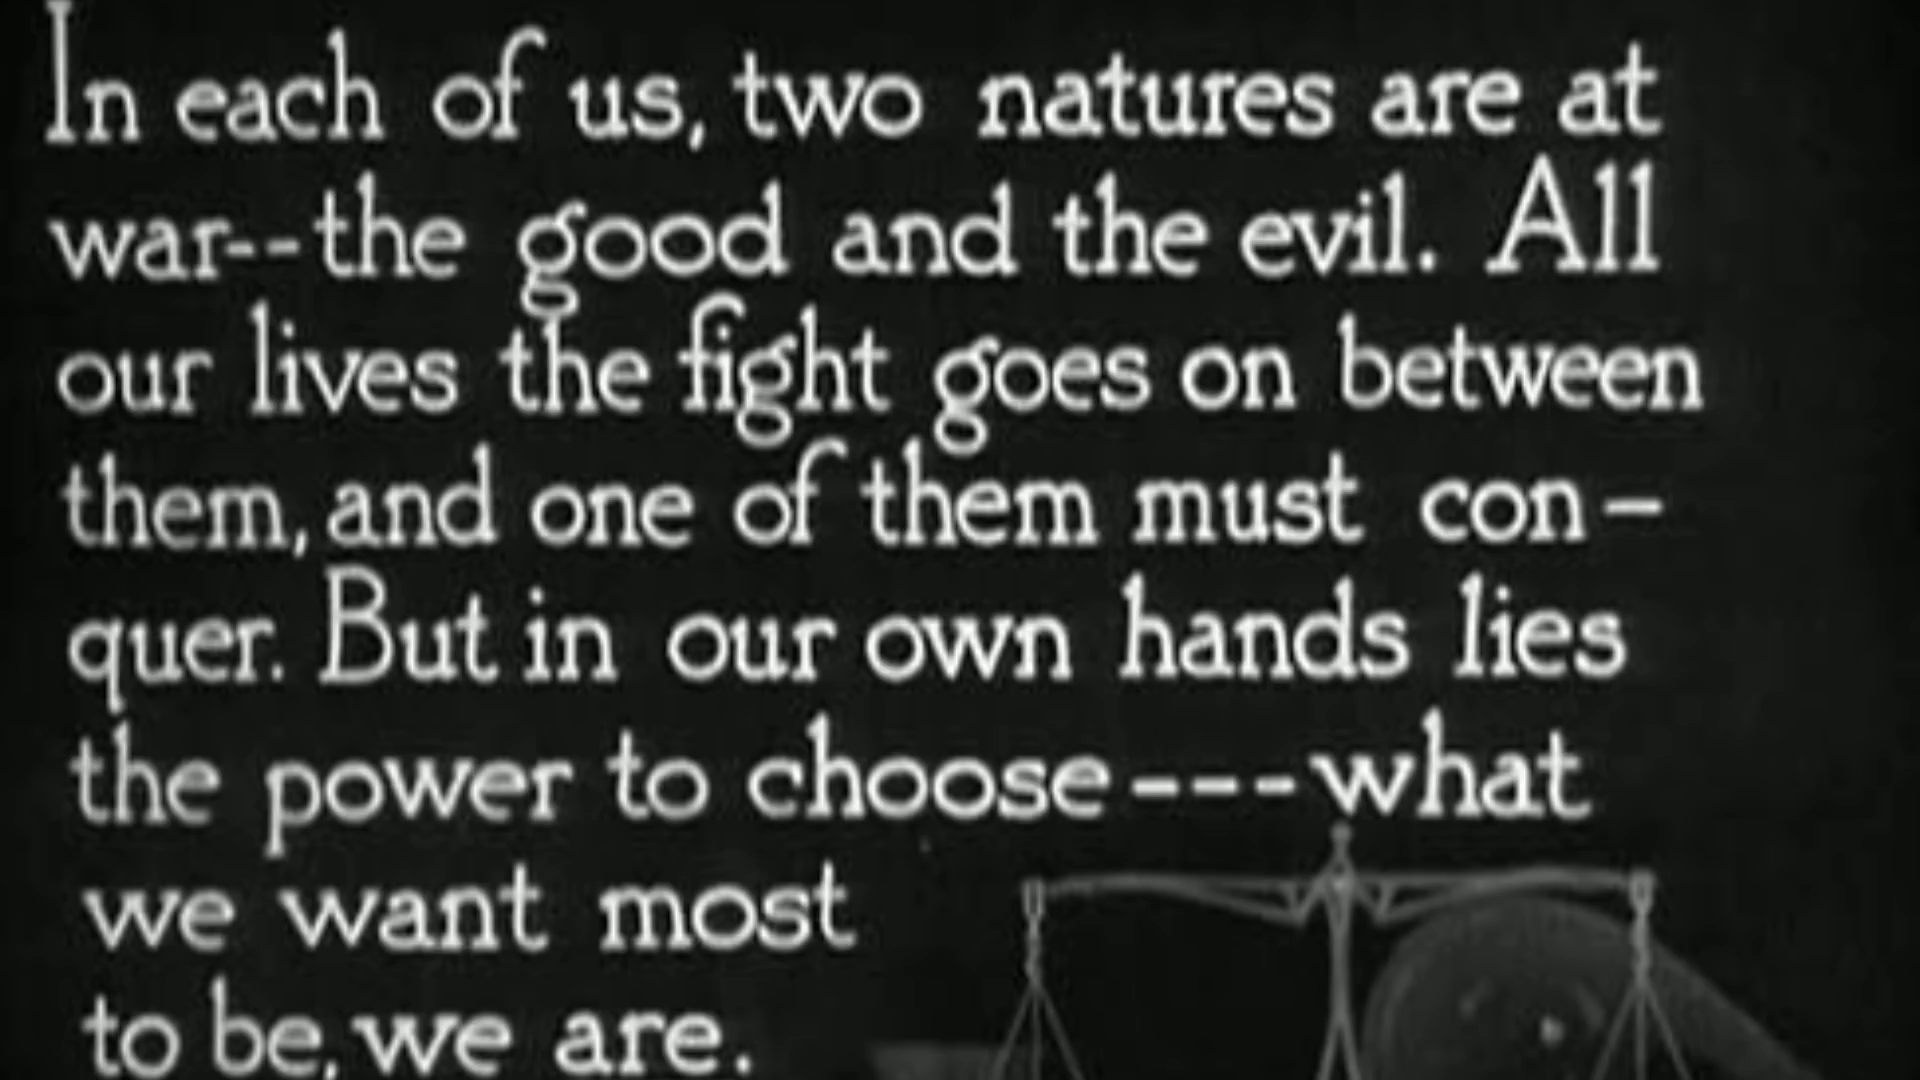 In each of us, two natures are at
war--the good and the evil. All
our lives the fight goes on between
them, and one of them must con-
quer. But in our own hands lies
the power to choose---what
we want most
to be, we are.